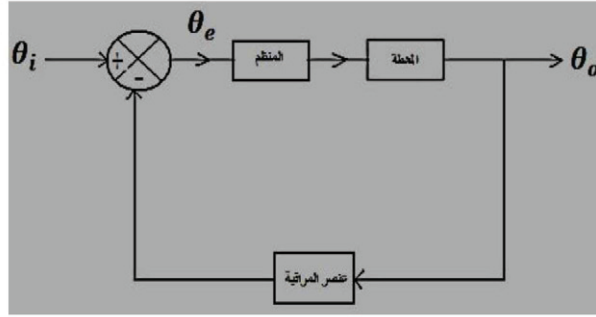 θₑ
θᵢ
+
-
المنظم
المحطة
θₒ
عنصر المراقبة